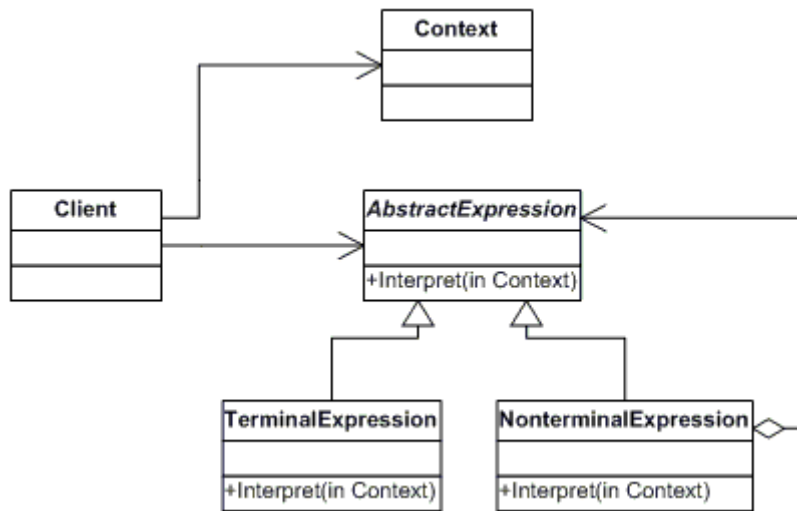 Context
Client
AbstractExpression
+Interpret(in Context)
TerminalExpression
+Interpret(in Context)
NonterminalExpression
+Interpret(in Context)